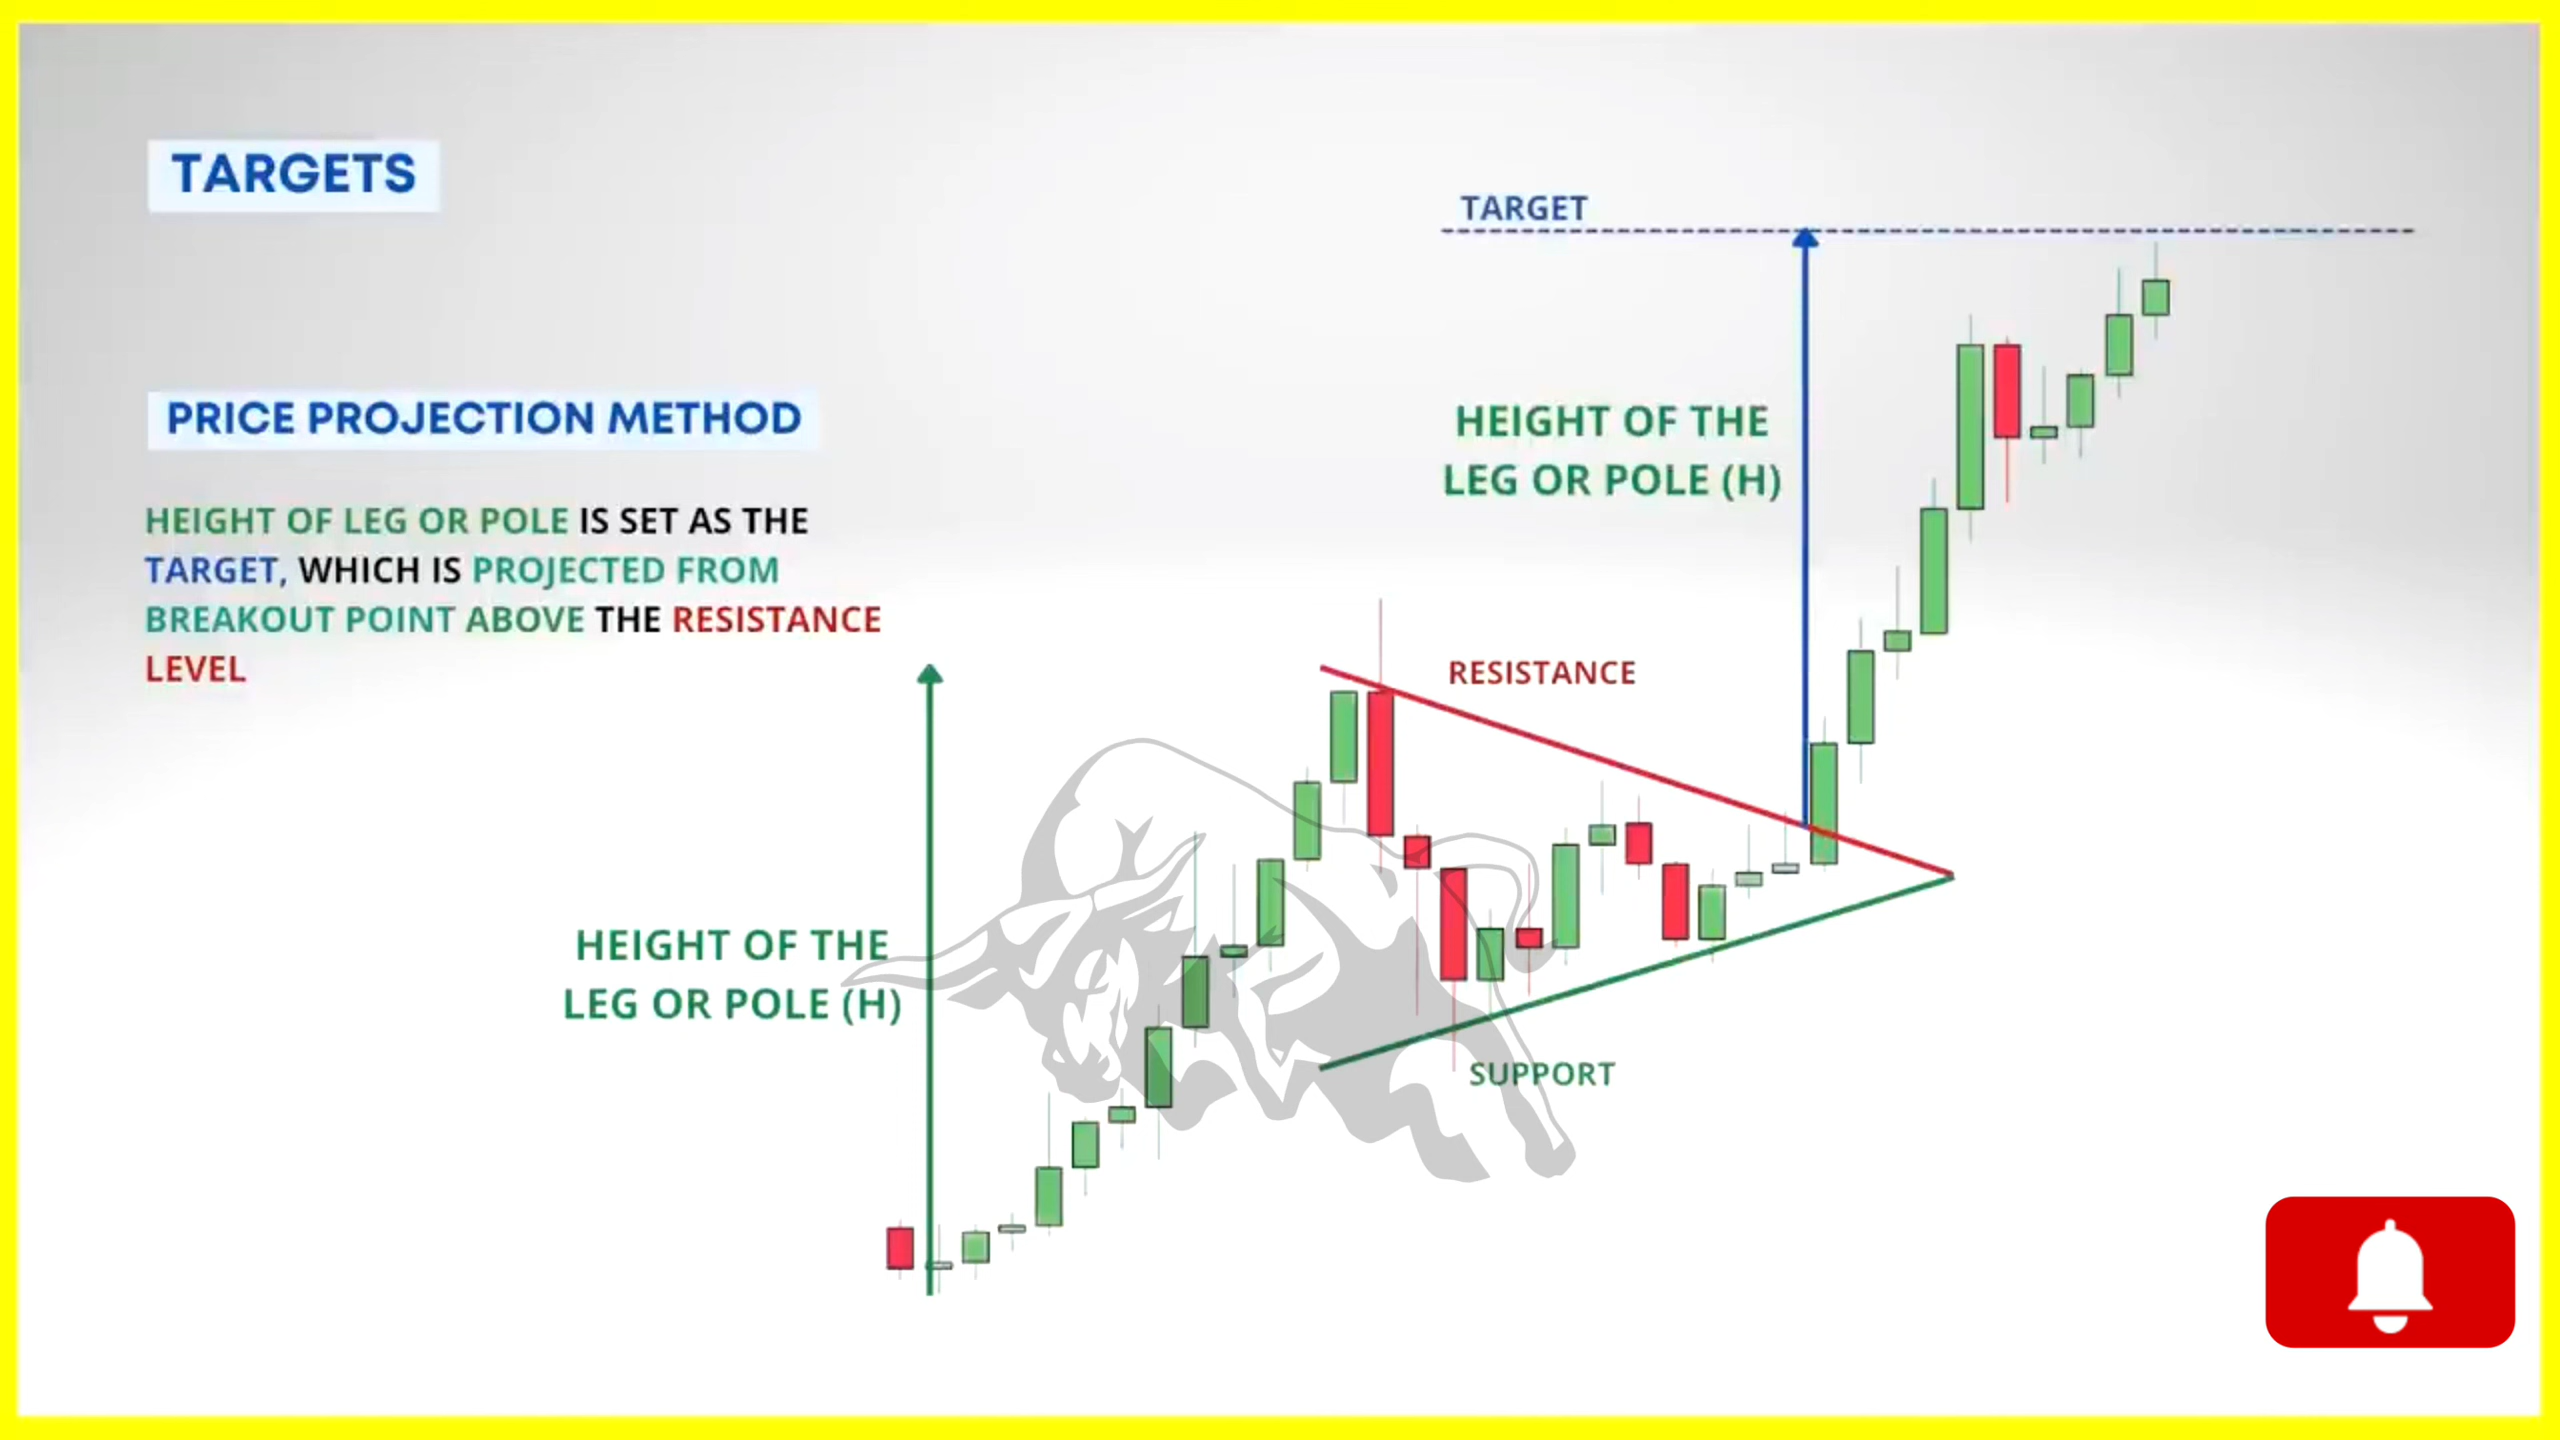 TARGETS
PRICE PROJECTION METHOD
HEIGHT OF LEG OR POLE IS SET AS THE
TARGET, WHICH IS PROJECTED FROM
BREAKOUT POINT ABOVE THE RESISTANCE
LEVEL
TARGET
HEIGHT OF THE
LEG OR POLE (H)
RESISTANCE
HEIGHT OF THE
LEG OR POLE (H)
SUPPORT